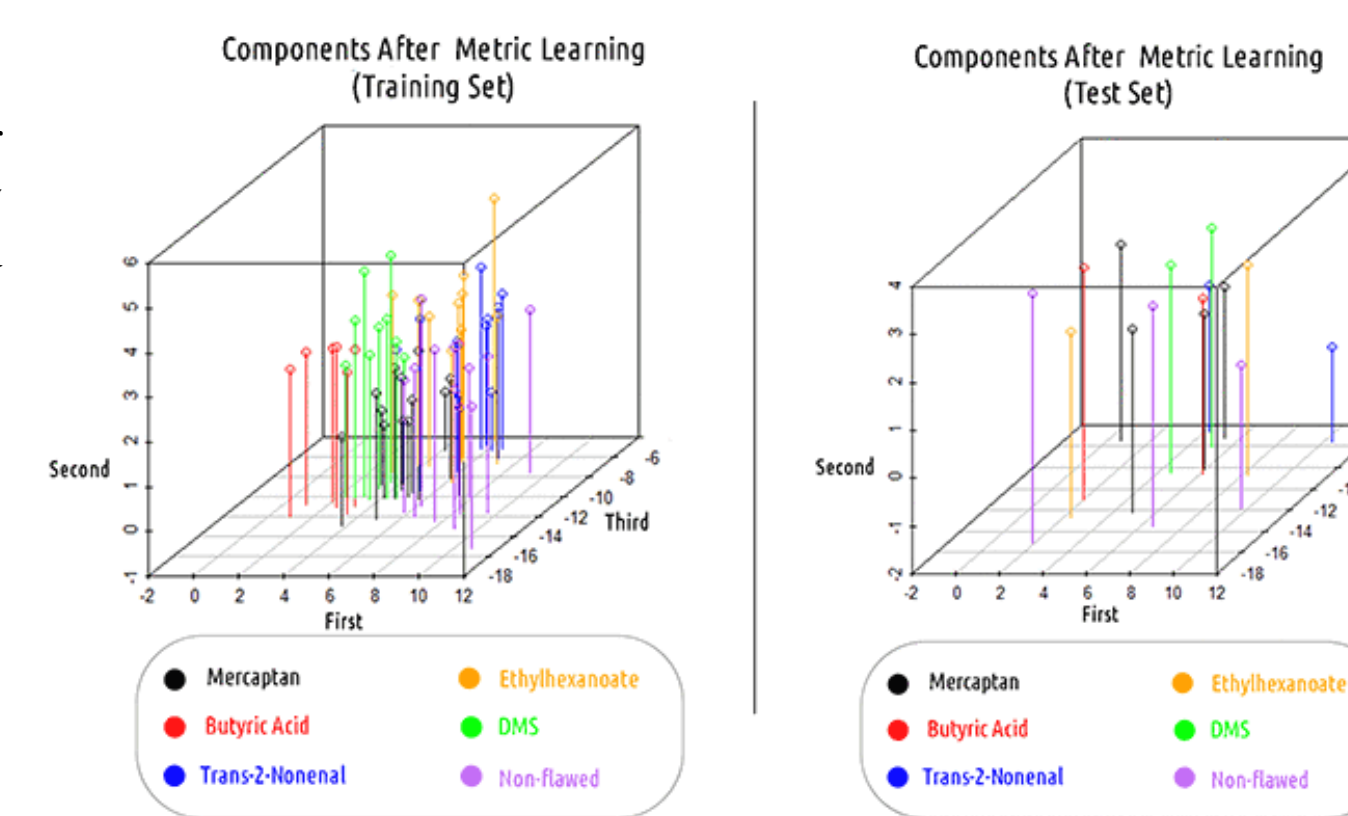 Components After Metric Learning
(Training Set)
6
5
4
3
2
1
0
-1
Second
-2 0 2 4 6 8 10 12
First
-18
-16
-14
-12
-10
-8
-6
Third
Mercaptan
Ethylhexanoate
Butyric Acid
DMS
Trans-2-Nonenal
Non-flawed
Components After Metric Learning
(Test Set)
4
3
2
1
0
-1
-2
Second
-2 0 2 4 6 8 10 12
First
-18
-16
-14
-12
Mercaptan
Ethylhexanoate
Butyric Acid
DMS
Trans-2-Nonenal
Non-flawed